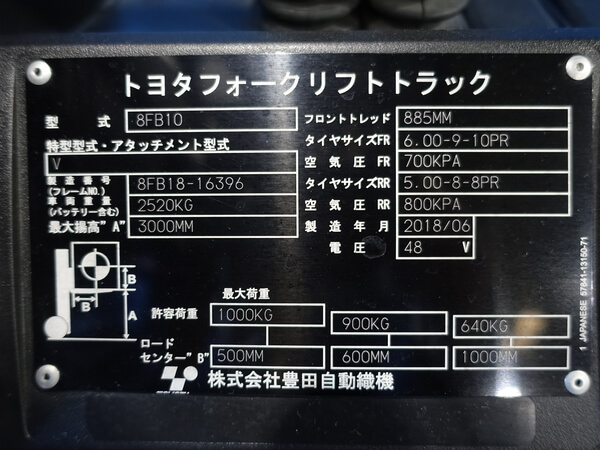 トヨタフォークリフトトラック
型式 8FB10
特型型式・アタッチメント型式
V
製造番号(フレームNO.) 8FB18-16396
車両重量(バッテリー含む) 2520KG
最大揚高"A" 3000MM
フロントトレッド 885MM
タイヤサイズFR 6.00-9-10PR
空気圧FR 700KPA
タイヤサイズRR 5.00-8-8PR
空気圧RR 800KPA
製造年月 2018/06
電圧 48 V
B
B
A
最大荷重
許容荷重 1000KG 900KG 640KG
ロード
センター"B" 500MM 600MM 1000MM
株式会社豊田自動織機
1 JAPANESE 57841-13150-71